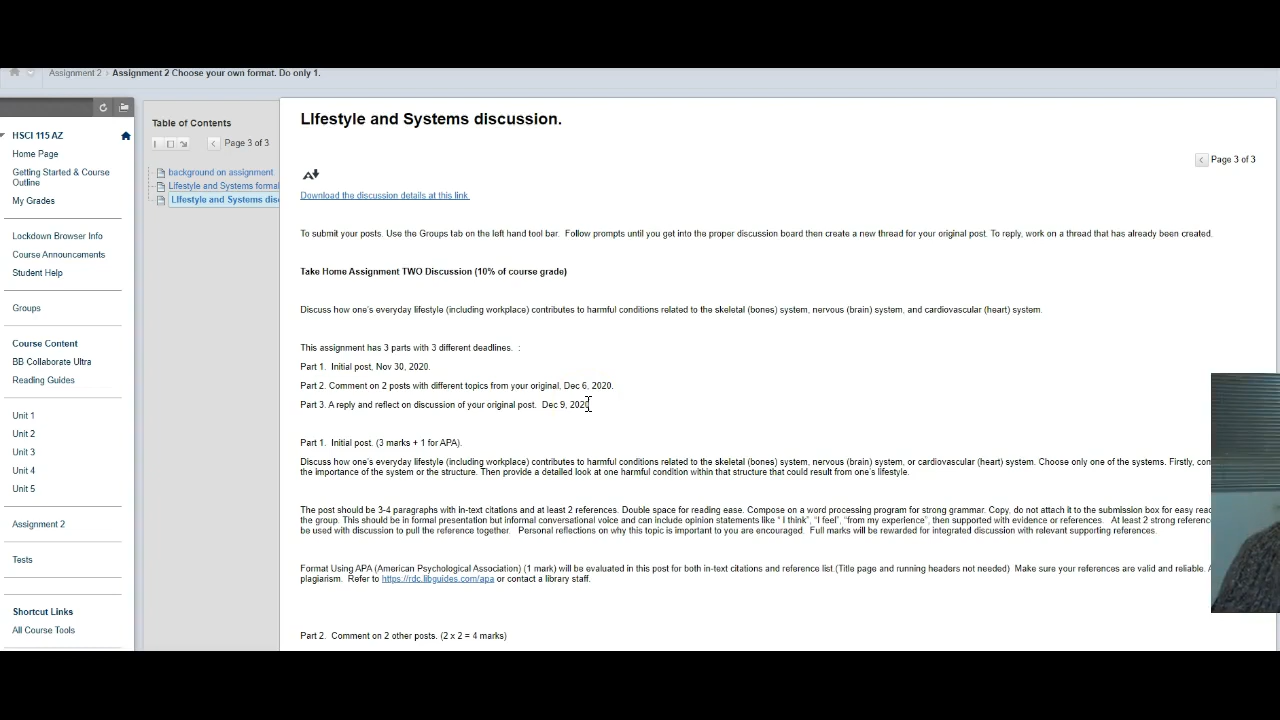 Assignment 2 > Assignment 2 Choose your own format. Do only 1.
HSCI 115 AZ
Home Page
Getting Started & Course
Outline
My Grades
Lockdown Browser Info
Course Announcements
Student Help
Groups
Course Content
BB Collaborate Ultra
Reading Guides
Unit 1
Unit 2
Unit 3
Unit 4
Unit 5
Assignment 2
Tests
Shortcut Links
All Course Tools
Table of Contents
Page 3 of 3
background on assignment
Lifestyle and Systems format
LIfestyle and Systems disc
LIfestyle and Systems discussion.
Page 3 of 3
Download the discussion details at this link.
To submit your posts. Use the Groups tab on the left hand tool bar. Follow prompts until you get into the proper discussion board then create a new thread for your original post. To reply, work on a thread that has already been created.
Take Home Assignment TWO Discussion (10% of course grade)
Discuss how one's everyday lifestyle (including workplace) contributes to harmful conditions related to the skeletal (bones) system, nervous (brain) system, and cardiovascular (heart) system.
This assignment has 3 parts with 3 different deadlines. :
Part 1. Initial post, Nov 30, 2020.
Part 2. Comment on 2 posts with different topics from your original, Dec 6, 2020.
Part 3. A reply and reflect on discussion of your original post. Dec 9, 2020
Part 1. Initial post. (3 marks + 1 for APA).
Discuss how one's everyday lifestyle (including workplace) contributes to harmful conditions related to the skeletal (bones) system, nervous (brain) system, or cardiovascular (heart) system. Choose only one of the systems. Firstly, con
the importance of the system or the structure. Then provide a detailed look at one harmful condition within that structure that could result from one's lifestyle.
The post should be 3-4 paragraphs with in-text citations and at least 2 references. Double space for reading ease. Compose on a word processing program for strong grammar. Copy, do not attach it to the submission box for easy rea
the group. This should be in formal presentation but informal conversational voice and can include opinion statements like " I think", "I feel", "from my experience", then supported with evidence or references. At least 2 strong reference
be used with discussion to pull the reference together. Personal reflections on why this topic is important to you are encouraged. Full marks will be rewarded for integrated discussion with relevant supporting references.
Format Using APA (American Psychological Association) (1 mark) will be evaluated in this post for both in-text citations and reference list.(Title page and running headers not needed) Make sure your references are valid and reliable. A
plagiarism. Refer to https://rdc.libguides.com/apa or contact a library staff.
Part 2. Comment on 2 other posts. (2 x 2 = 4 marks)